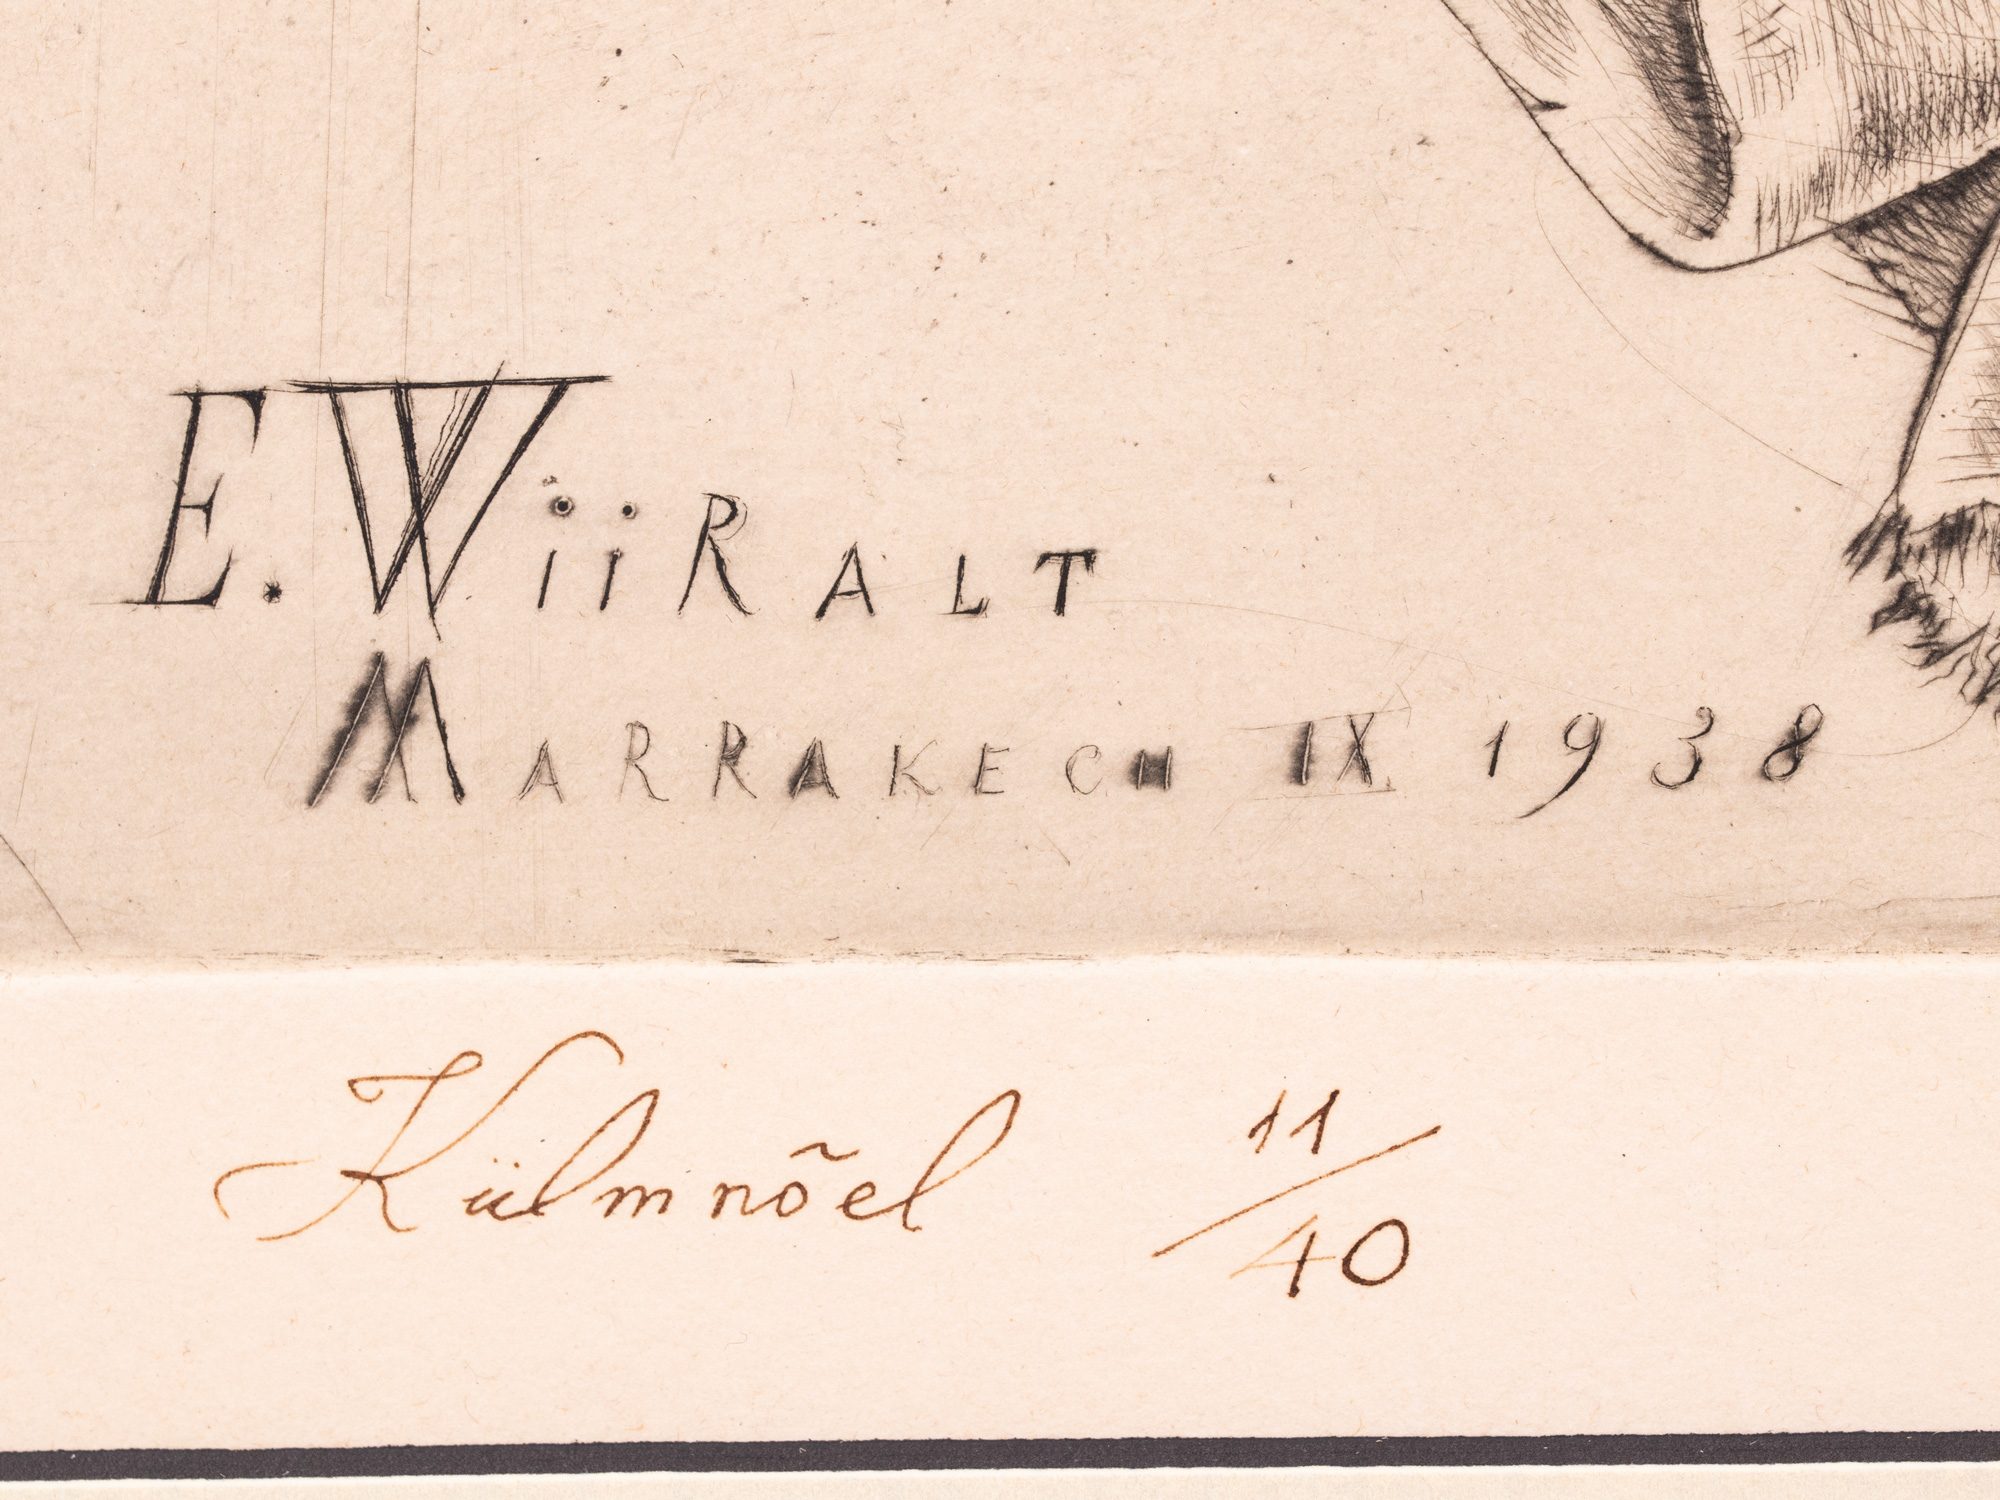 E. WiiRALT
MARRAKECH IX 1938
Külmnõel 11/40